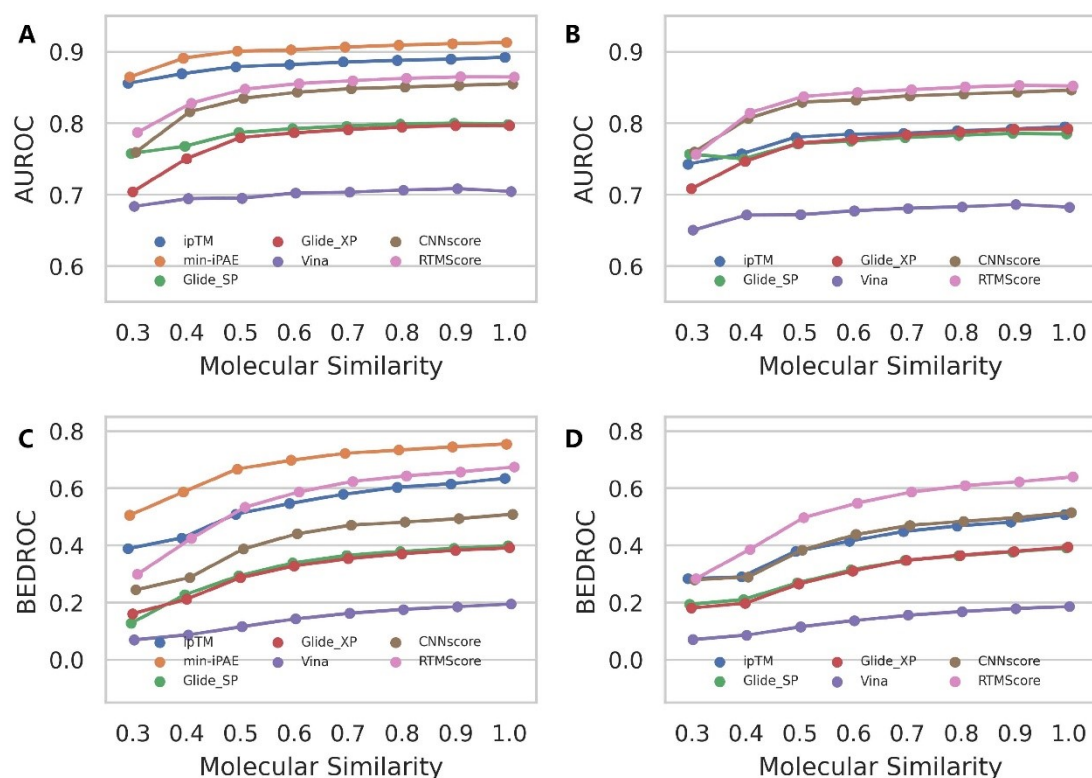 A
AUROC
0.9
0.8
0.7
0.6
ipTM Glide_XP CNNscore
min-iPAE Vina RTMScore
Glide_SP
0.3 0.4 0.5 0.6 0.7 0.8 0.9 1.0
Molecular Similarity
B
AUROC
0.9
0.8
0.7
0.6
ipTM Glide_XP CNNscore
Glide_SP Vina RTMScore
0.3 0.4 0.5 0.6 0.7 0.8 0.9 1.0
Molecular Similarity
C
BEDROC
0.8
0.6
0.4
0.2
0.0
ipTM Glide_XP CNNscore
min-iPAE Vina RTMScore
Glide_SP
0.3 0.4 0.5 0.6 0.7 0.8 0.9 1.0
Molecular Similarity
D
BEDROC
0.8
0.6
0.4
0.2
0.0
ipTM Glide_XP CNNscore
Glide_SP Vina RTMScore
0.3 0.4 0.5 0.6 0.7 0.8 0.9 1.0
Molecular Similarity